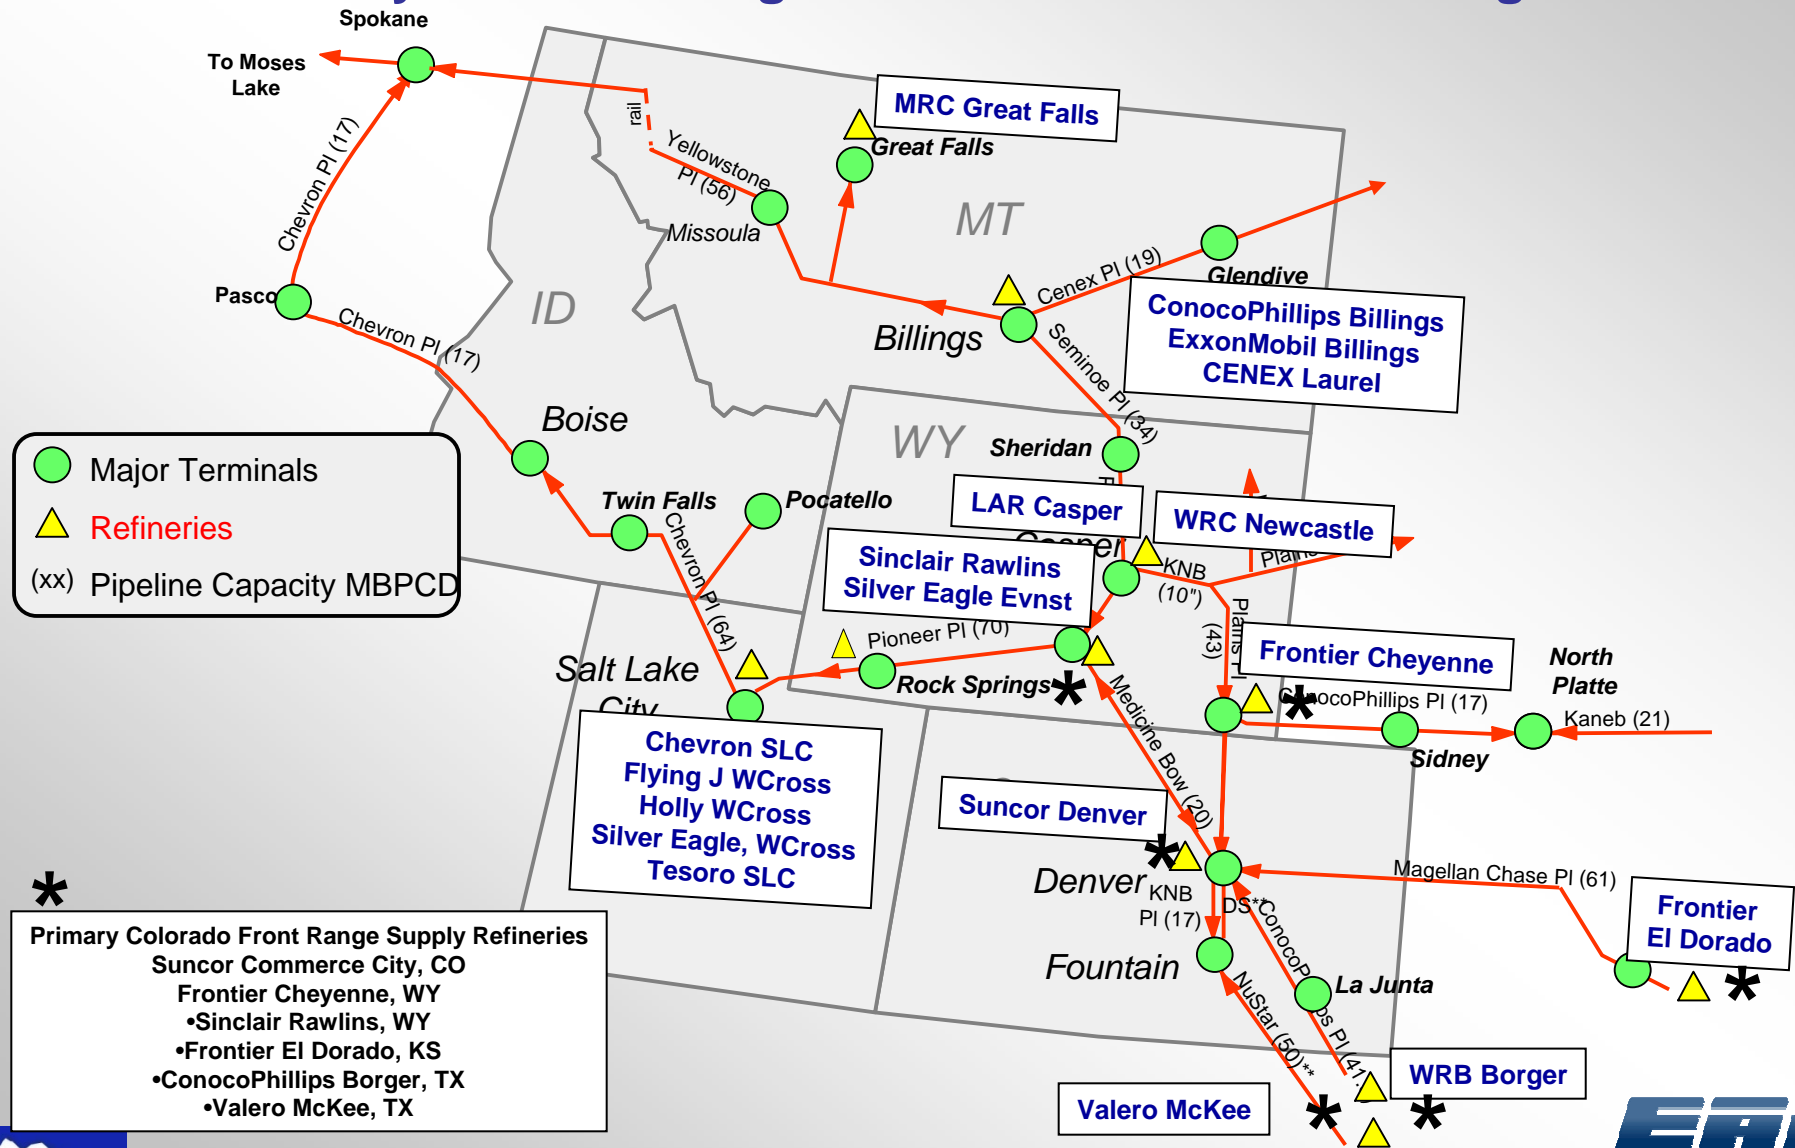 Spokane
To Moses
Lake
Chevron Pl (17)
rail
Yellowstone
Pl (56)
MRC Great Falls
Great Falls
MT
Missoula
Pasco
Chevron Pl (17)
ID
Cenex Pl (19)
Glendive
Billings
Seminoe Pl (34)
ConocoPhillips Billings
ExxonMobil Billings
CENEX Laurel
Boise
WY
Sheridan
Major Terminals
Refineries
(xx) Pipeline Capacity MBPCD
Twin Falls
Pocatello
Chevron Pl (64)
LAR Casper
WRC Newcastle
Casper
KNB
(10")
Plains
Sinclair Rawlins
Silver Eagle Evnst
Pioneer Pl (70)
Rock Springs
*
Plains
(43)
Frontier Cheyenne
*
ConocoPhillips Pl (17)
North
Platte
Kaneb (21)
Sidney
Salt Lake
City
Chevron SLC
Flying J WCross
Holly WCross
Silver Eagle, WCross
Tesoro SLC
Medicine Bow (20)
Suncor Denver
*
Denver
KNB
Pl (17)
DS**
Magellan Chase Pl (61)
Frontier
El Dorado
*
Fountain
La Junta
NuStar (50)**
Pl (41)
WRB Borger
*
Valero McKee
*
*
Primary Colorado Front Range Supply Refineries
Suncor Commerce City, CO
Frontier Cheyenne, WY
•Sinclair Rawlins, WY
•Frontier El Dorado, KS
•ConocoPhillips Borger, TX
•Valero McKee, TX